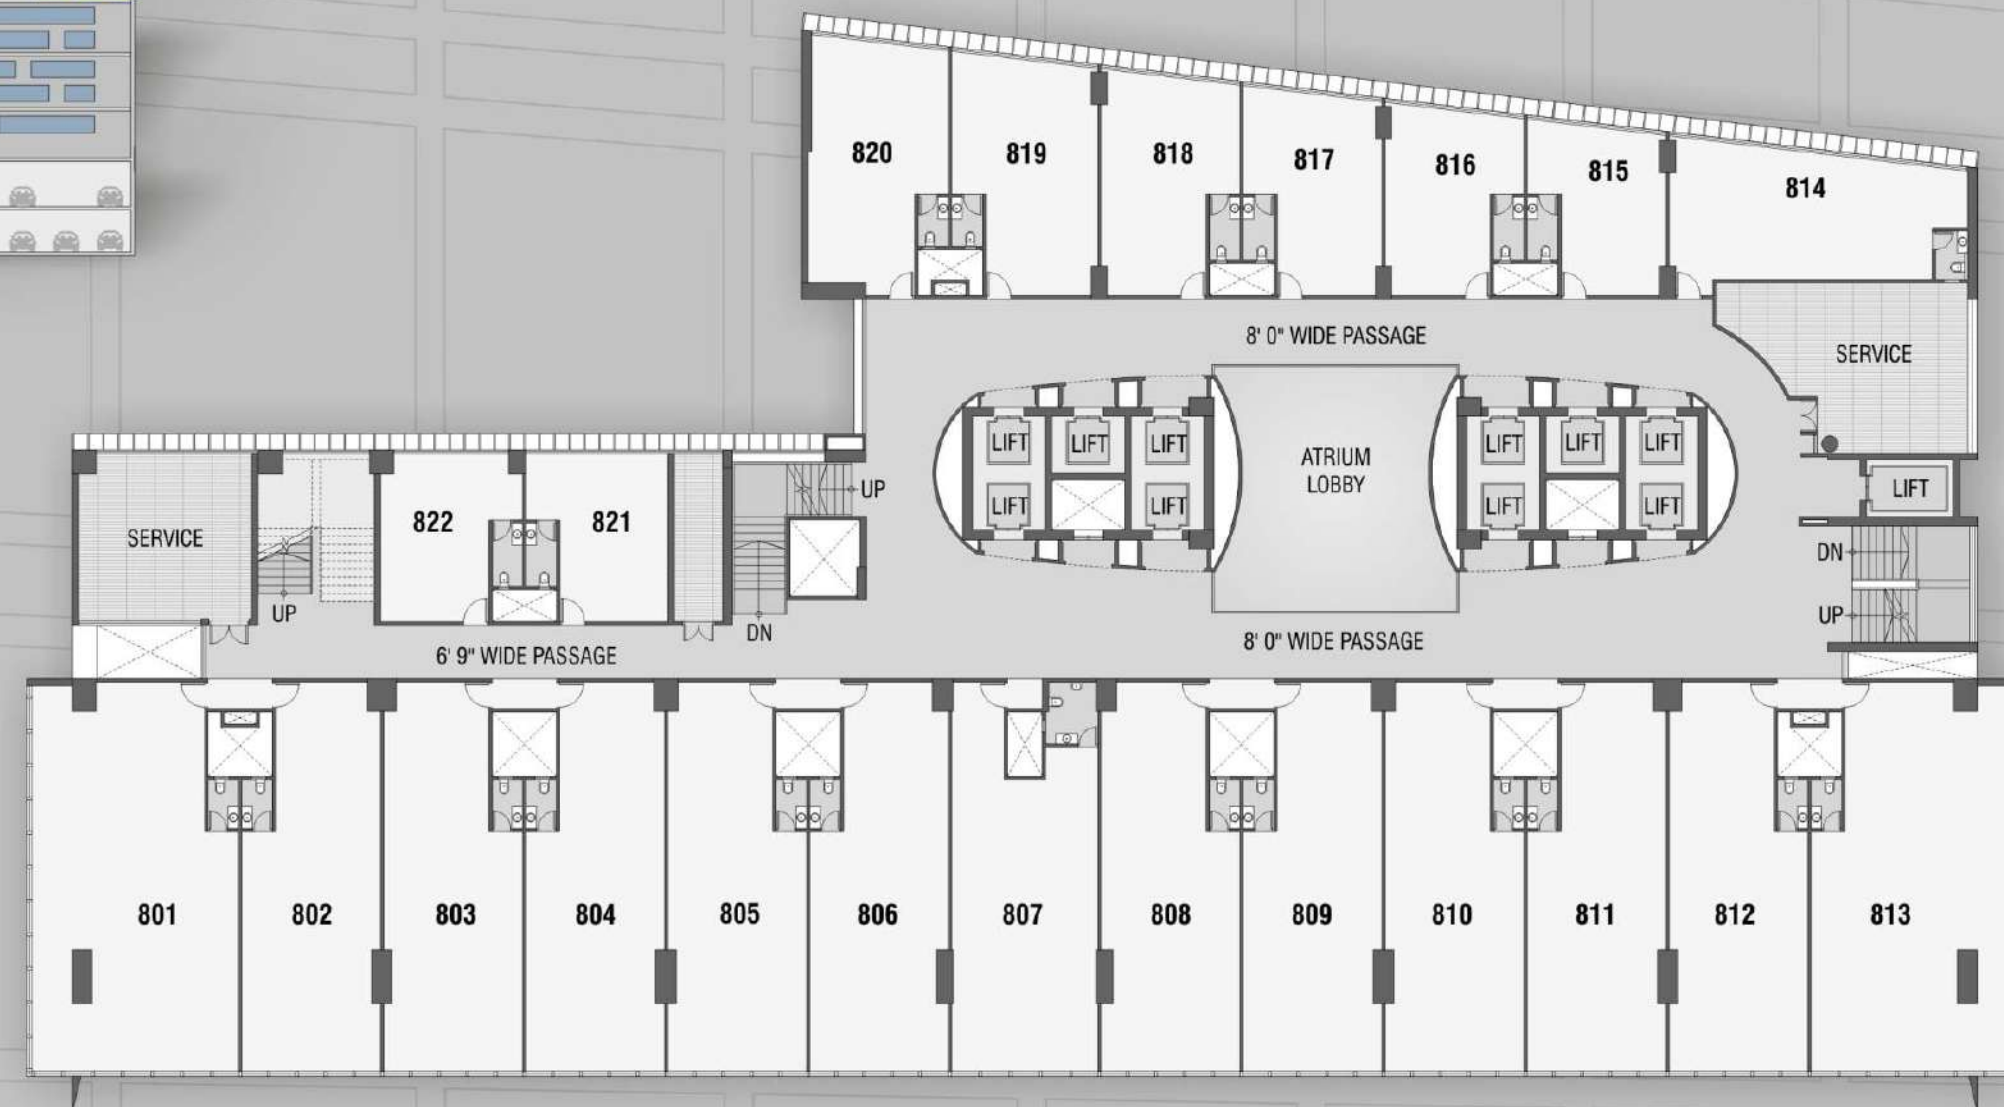 820
819
818
817
816
815
814
8' 0" WIDE PASSAGE
SERVICE
ATRIUM
LOBBY
LIFT
LIFT
LIFT
LIFT
LIFT
LIFT
LIFT
LIFT
LIFT
LIFT
LIFT
UP
822
821
SERVICE
DN
UP
UP
DN
6' 9" WIDE PASSAGE
8' 0" WIDE PASSAGE
801
802
803
804
805
806
807
808
809
810
811
812
813